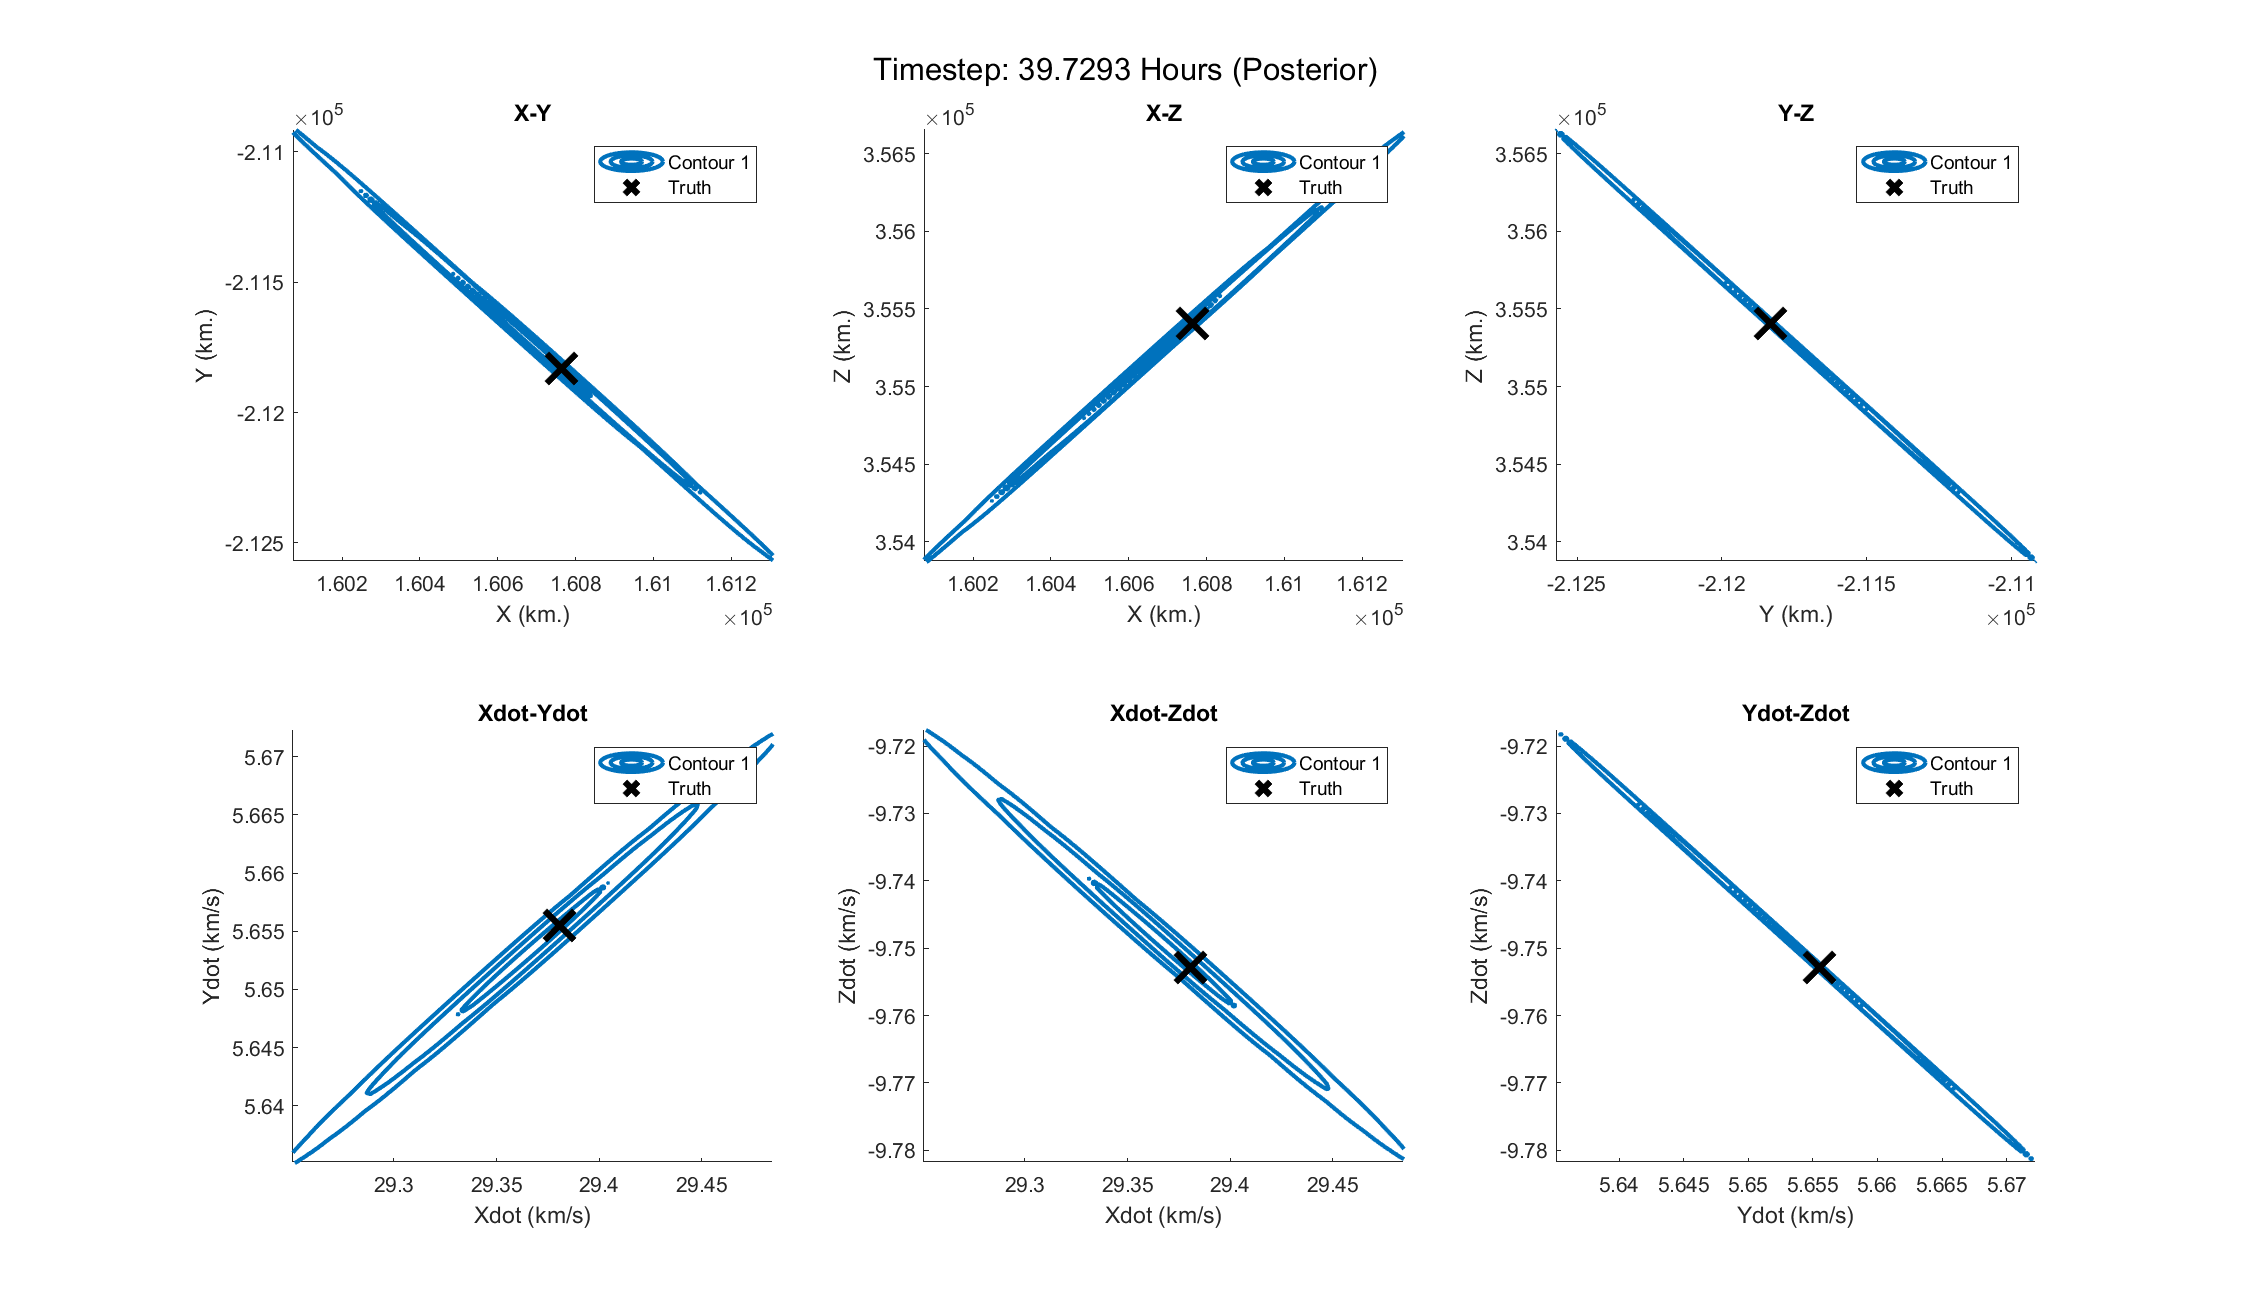 Timestep: 39.7293 Hours (Posterior)
X-Y
×10^5
-2.11
-2.115
-2.12
-2.125
Y (km.)
1.602 1.604 1.606 1.608 1.61 1.612
X (km.)
×10^5
Contour 1
Truth
X-Z
×10^5
3.565
3.56
3.555
3.55
3.545
3.54
Z (km.)
1.602 1.604 1.606 1.608 1.61 1.612
X (km.)
×10^5
Contour 1
Truth
Y-Z
×10^5
3.565
3.56
3.555
3.55
3.545
3.54
Z (km.)
-2.125 -2.12 -2.115 -2.11
Y (km.)
×10^5
Contour 1
Truth
Xdot-Ydot
5.67
5.665
5.66
5.655
5.65
5.645
5.64
Ydot (km/s)
29.3 29.35 29.4 29.45
Xdot (km/s)
Contour 1
Truth
Xdot-Zdot
-9.72
-9.73
-9.74
-9.75
-9.76
-9.77
-9.78
Zdot (km/s)
29.3 29.35 29.4 29.45
Xdot (km/s)
Contour 1
Truth
Ydot-Zdot
-9.72
-9.73
-9.74
-9.75
-9.76
-9.77
-9.78
Zdot (km/s)
5.64 5.645 5.65 5.655 5.66 5.665 5.67
Ydot (km/s)
Contour 1
Truth